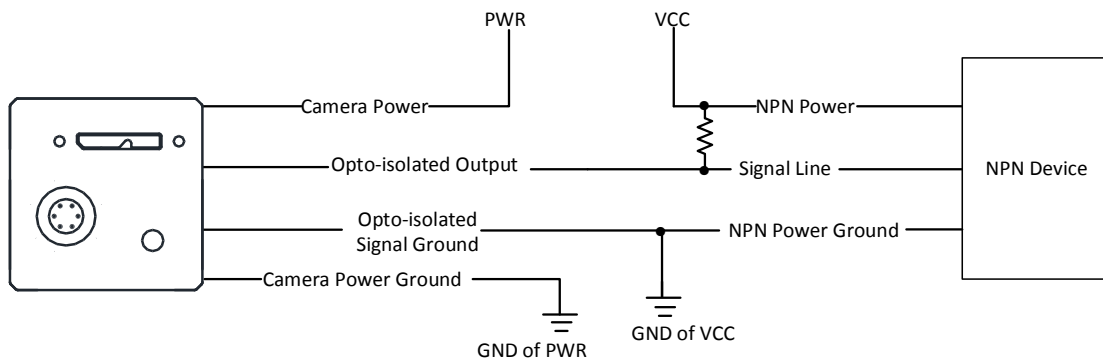 PWR
VCC
Camera Power
NPN Power
Opto-isolated Output
Signal Line
NPN Device
Opto-isolated
Signal Ground
NPN Power Ground
Camera Power Ground
GND of PWR
GND of VCC